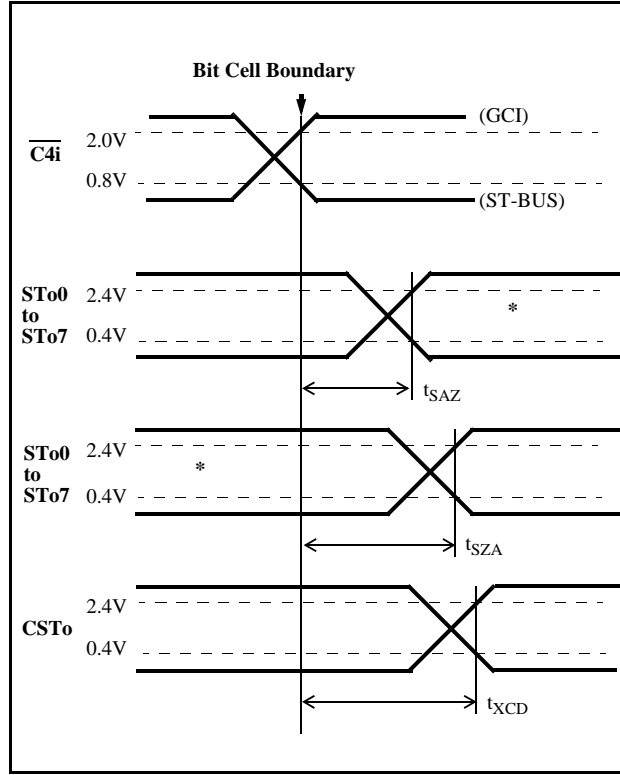 Bit Cell Boundary
(GCI)
C4i
2.0V
0.8V
(ST-BUS)
STo0
to
STo7
2.4V
0.4V
*
tSAZ
STo0
to
STo7
2.4V
0.4V
*
tSZA
CSTo
2.4V
0.4V
tXCD